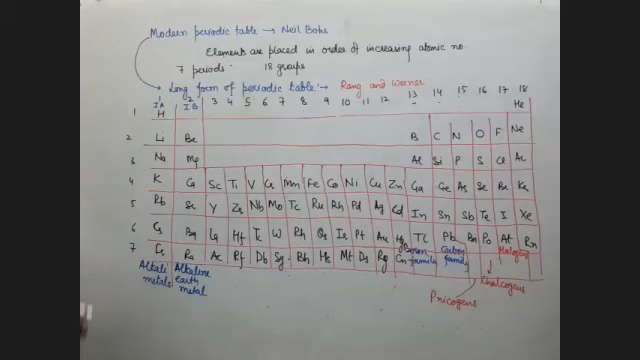 Modern periodic table → Neil Bohr
Elements are placed in order of increasing atomic no.
7 periods. 18 groups
Long form of periodic table:→ Rang and Werner
1 2 3 4 5 6 7 8 9 10 11 12 13 14 15 16 17 18
IA IB
1 H He
2 Li Be B C N O F Ne
3 Na Mg Al Si P S Cl Ar
4 K Ca Sc Ti V Cr Mn Fe Co Ni Cu Zn Ga Ge As Se Br Kr
5 Rb Sr Y Zr Nb Mo Tc Ru Rh Pd Ag Cd In Sn Sb Te I Xe
6 Cs Ba La Hf W Os Ir Pt Au Hg Tl Pb Po At Rn
7 Ra Ac Rf Db Sg Bh Hs Mt Ds Rg Cn
Alkali metals
Alkaline earth metal
Boron family
Carbon family
Pnicogens
Chalcogens
Halogens